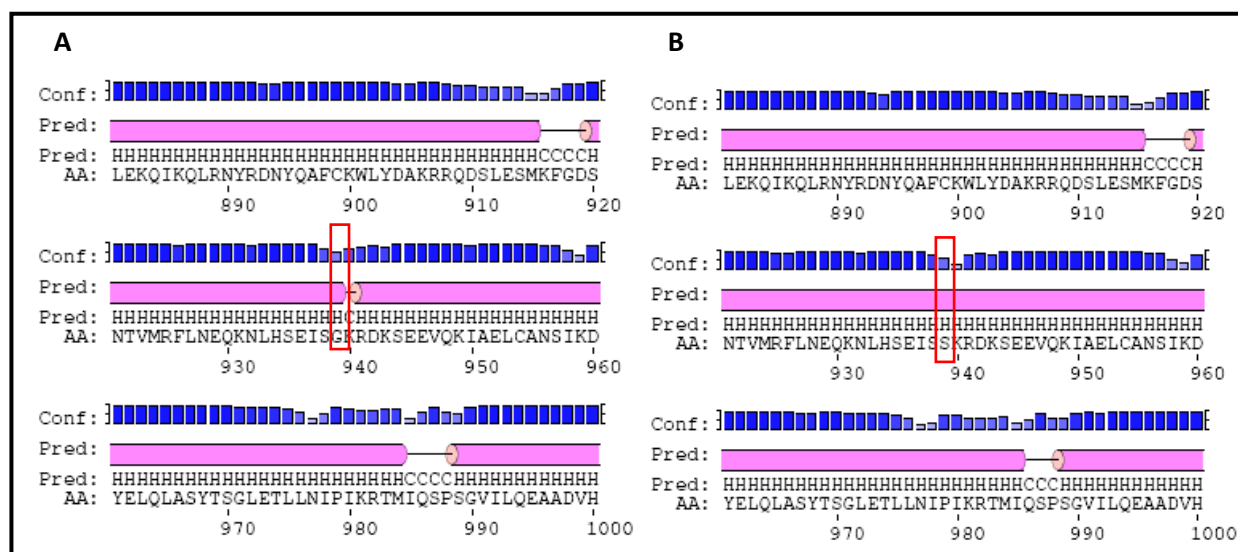 A
Conf:
Pred:
Pred: HHHHHHHHHHHHHHHHHHHHHHHHHHHHHHHHHHHCCCCH
AA: LEKQIKQLRNYRDNYQAFCKWLYDAKRRQDSLESMKFGDS
890 900 910 920
Conf:
Pred:
Pred: HHHHHHHHHHHHHHHHHHHCHHHHHHHHHHHHHHHHHHHH
AA: NTVMRFLNEQKNLHSEISGKRDKSEEVQKIAELCANSIKD
930 940 950 960
Conf:
Pred:
Pred: HHHHHHHHHHHHHHHHHHHHHHHHCCCCHHHHHHHHHHHH
AA: YELQLASYTSGLETLLNIPIKRTMIQSPSGVILQEAADVH
970 980 990 1000
B
Conf:
Pred:
Pred: HHHHHHHHHHHHHHHHHHHHHHHHHHHHHHHHHHHCCCCH
AA: LEKQIKQLRNYRDNYQAFCKWLYDAKRRQDSLESMKFGDS
890 900 910 920
Conf:
Pred:
Pred: HHHHHHHHHHHHHHHHHHHHHHHHHHHHHHHHHHHHHHHH
AA: NTVMRFLNEQKNLHSEISSKRDKSEEVQKIAELCANSIKD
930 940 950 960
Conf:
Pred:
Pred: HHHHHHHHHHHHHHHHHHHHHHHHHCCCHHHHHHHHHHHH
AA: YELQLASYTSGLETLLNIPIKRTMIQSPSGVILQEAADVH
970 980 990 1000